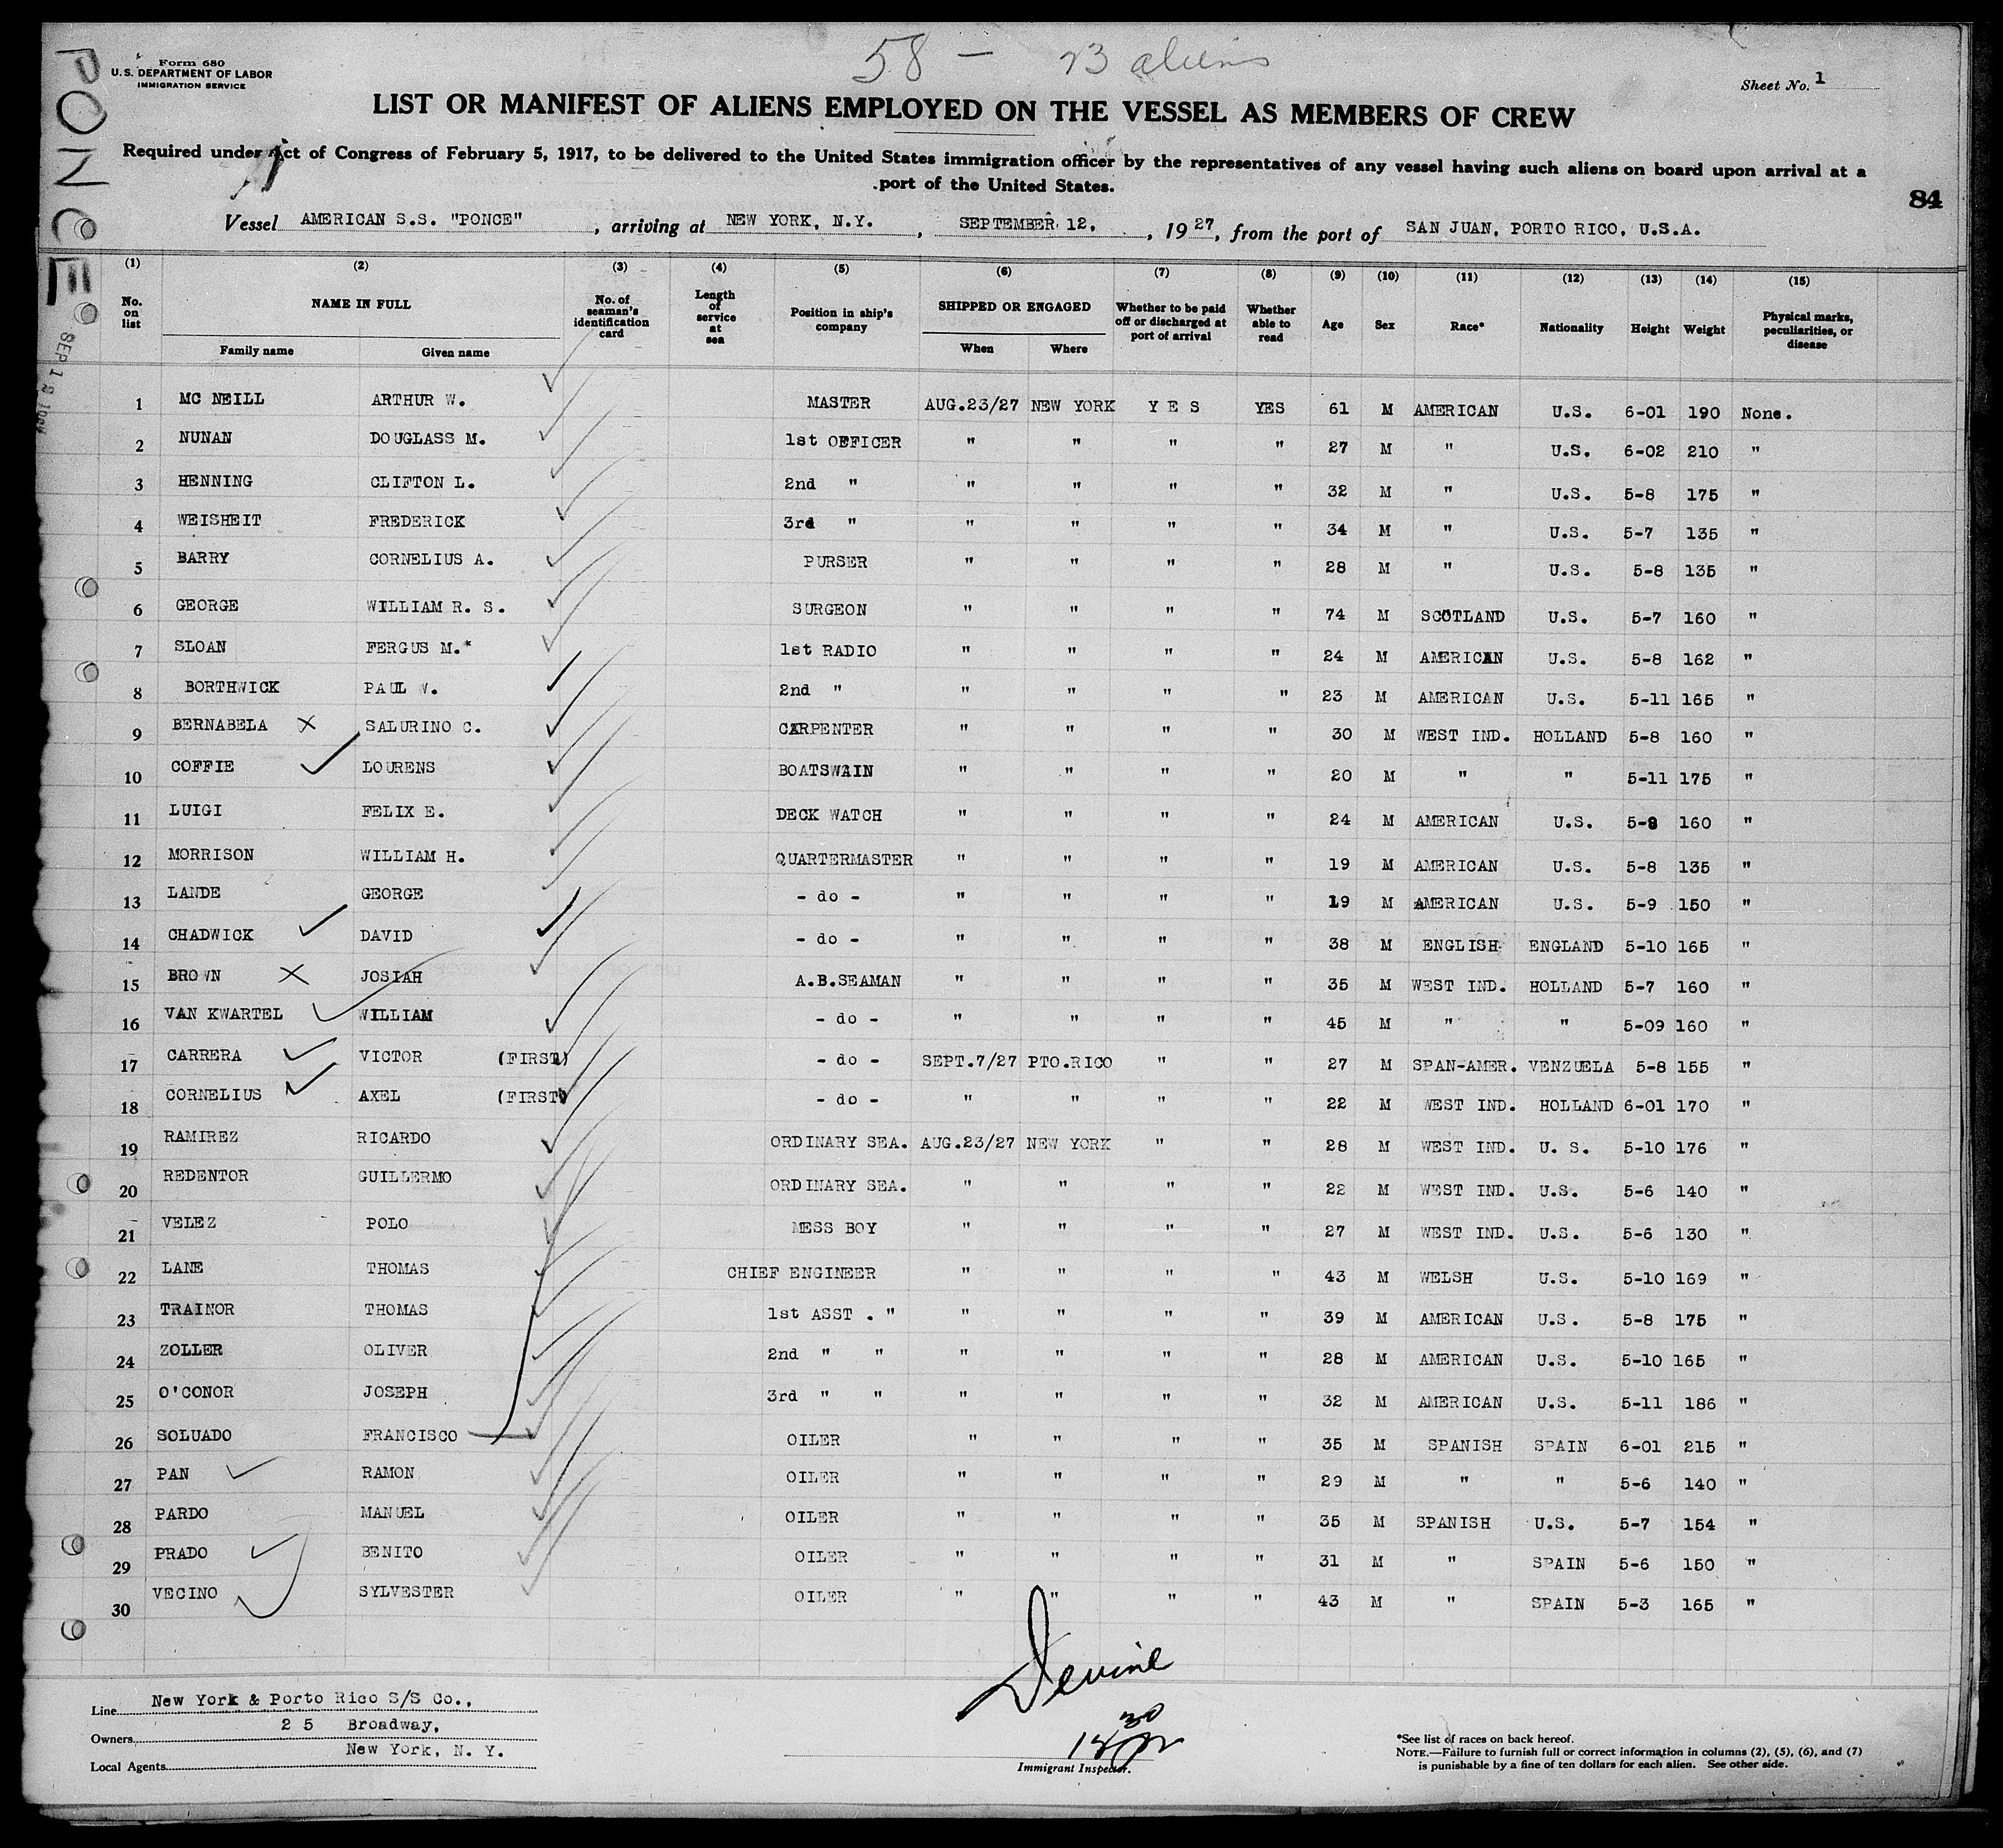 PONCE
58 - 23 aliens
Form 680
U.S. DEPARTMENT OF LABOR
IMMIGRATION SERVICE
Sheet No. 1
LIST OR MANIFEST OF ALIENS EMPLOYED ON THE VESSEL AS MEMBERS OF CREW
Required under Act of Congress of February 5, 1917, to be delivered to the United States immigration officer by the representatives of any vessel having such aliens on board upon arrival at a
port of the United States.
84
Vessel AMERICAN S.S. "PONCE", arriving at NEW YORK, N.Y., SEPTEMBER 12, 1927, from the port of SAN JUAN, PORTO RICO, U.S.A.
(1) (2) (3) (4) (5) (6) (7) (8) (9) (10) (11) (12) (13) (14) (15)
No. on list NAME IN FULL Family name Given name No. of seaman's identification card Length of service at sea Position in ship's company SHIPPED OR ENGAGED When Where Whether to be paid off or discharged at port of arrival Whether able to read Age Sex Race* Nationality Height Weight Physical marks, peculiarities, or disease
1 MC NEILL ARTHUR W. MASTER AUG.23/27 NEW YORK YES YES 61 M AMERICAN U.S. 6-01 190 None.
2 NUNAN DOUGLASS M. 1st OFFICER " " " " 27 M " U.S. 6-02 210 "
3 HENNING CLIFTON L. 2nd " " " " " 32 M " U.S. 5-8 175 "
4 WEISHEIT FREDERICK 3rd " " " " " 34 M " U.S. 5-7 135 "
5 BARRY CORNELIUS A. PURSER " " " " 28 M " U.S. 5-8 135 "
6 GEORGE WILLIAM R. S. SURGEON " " " " 74 M SCOTLAND U.S. 5-7 160 "
7 SLOAN FERGUS M.* 1st RADIO " " " " 24 M AMERICAN U.S. 5-8 162 "
8 BORTHWICK PAUL W. 2nd " " " " " 23 M AMERICAN U.S. 5-11 165 "
9 BERNABELA X SALURINO C. CARPENTER " " " " 30 M WEST IND. HOLLAND 5-8 160 "
10 COFFIE LOURENS BOATSWAIN " " " " 20 M " " 5-11 175 "
11 LUIGI FELIX E. DECK WATCH " " " " 24 M AMERICAN U.S. 5-8 160 "
12 MORRISON WILLIAM H. QUARTERMASTER " " " " 19 M AMERICAN U.S. 5-8 135 "
13 LANDE GEORGE - do - " " " " 19 M AMERICAN U.S. 5-9 150 "
14 CHADWICK DAVID - do - " " " " 38 M ENGLISH ENGLAND 5-10 165 "
15 BROWN X JOSIAH A.B.SEAMAN " " " " 35 M WEST IND. HOLLAND 5-7 160 "
16 VAN KWARTEL WILLIAM - do - " " " " 45 M " " 5-09 160 "
17 CARRERA VICTOR (FIRST) - do - SEPT.7/27 PTO.RICO " " 27 M SPAN-AMER. VENZUELA 5-8 155 "
18 CORNELIUS AXEL (FIRST) - do - " " " " 22 M WEST IND. HOLLAND 6-01 170 "
19 RAMIREZ RICARDO ORDINARY SEA. AUG.23/27 NEW YORK " " 28 M WEST IND. U. S. 5-10 176 "
20 REDENTOR GUILLERMO ORDINARY SEA. " " " " 22 M WEST IND. U.S. 5-6 140 "
21 VELEZ POLO MESS BOY " " " " 27 M WEST IND. U.S. 5-6 130 "
22 LANE THOMAS CHIEF ENGINEER " " " " 43 M WELSH U.S. 5-10 169 "
23 TRAINOR THOMAS 1st ASST . " " " " " 39 M AMERICAN U.S. 5-8 175 "
24 ZOLLER OLIVER 2nd " " " " " " 28 M AMERICAN U.S. 5-10 165 "
25 O'CONOR JOSEPH 3rd " " " " " " 32 M AMERICAN U.S. 5-11 186 "
26 SOLUADO FRANCISCO OILER " " " " 35 M SPANISH SPAIN 6-01 215 "
27 PAN RAMON OILER " " " " 29 M " " 5-6 140 "
28 PARDO MANUEL OILER " " " " 35 M SPANISH U.S. 5-7 154 "
29 PRADO BENITO OILER " " " " 31 M " SPAIN 5-6 150 "
30 VECINO SYLVESTER OILER " " " " 43 M " SPAIN 5-3 165 "
Devine
Line New York & Porto Rico S/S Co.,
Owners 25 Broadway,
Local Agents New York, N. Y.
Immigrant Inspector.
*See list of races on back hereof.
NOTE.—Failure to furnish full or correct information in columns (2), (5), (6), and (7)
is punishable by a fine of ten dollars for each alien. See other side.